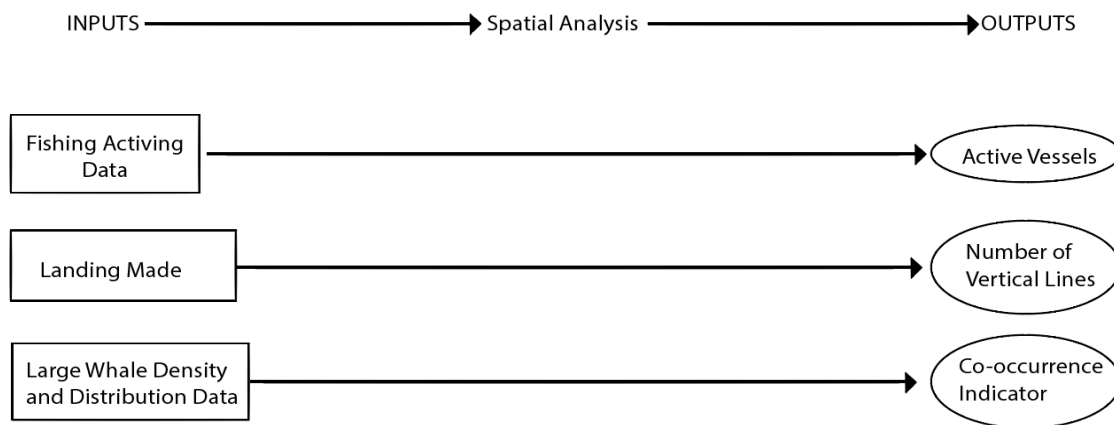 INPUTS Spatial Analysis OUTPUTS
Fishing Activing
Data
Active Vessels
Landing Made
Number of
Vertical Lines
Large Whale Density
and Distribution Data
Co-occurrence
Indicator